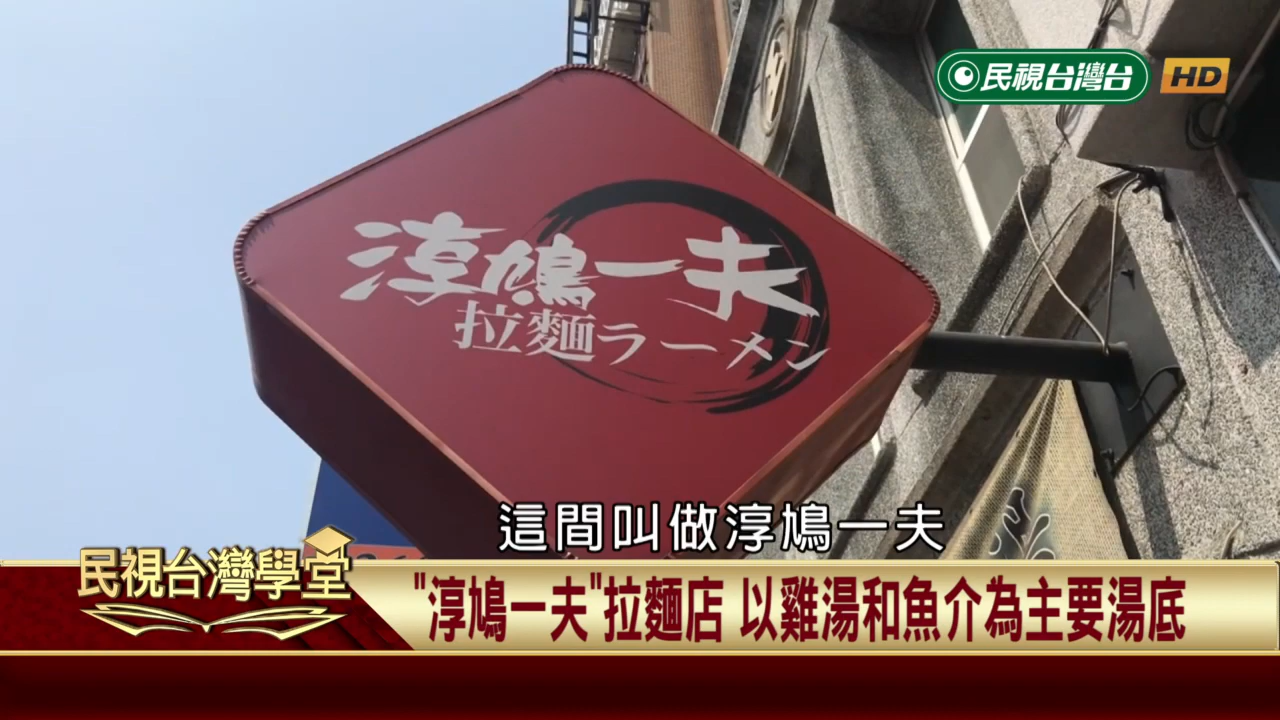 民視台灣台 HD
淳鳩一夫
拉麵ラーメン
這間叫做淳鳩一夫
民視台灣學堂
"淳鳩一夫"拉麵店 以雞湯和魚介為主要湯底